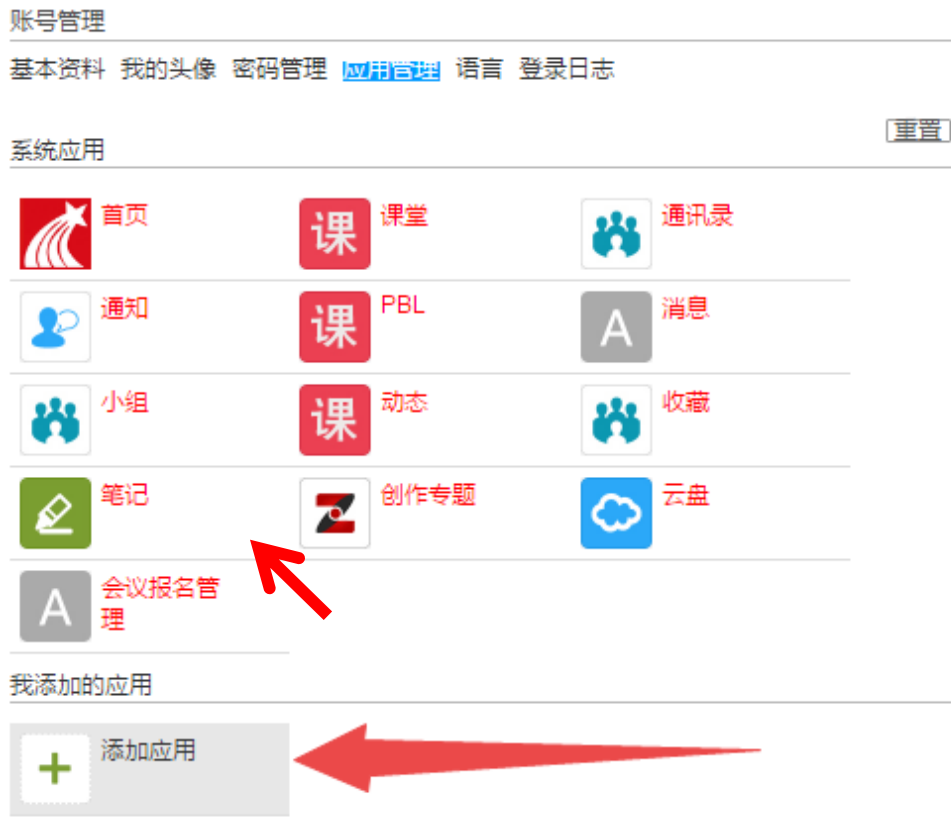 账号管理
基本资料 我的头像 密码管理 应用管理 语言 登录日志
重置
系统应用
首页 课 课堂 通讯录
通知 课 PBL A 消息
小组 课 动态 收藏
笔记 创作专题 云盘
A 会议报名管
理
我添加的应用
添加应用